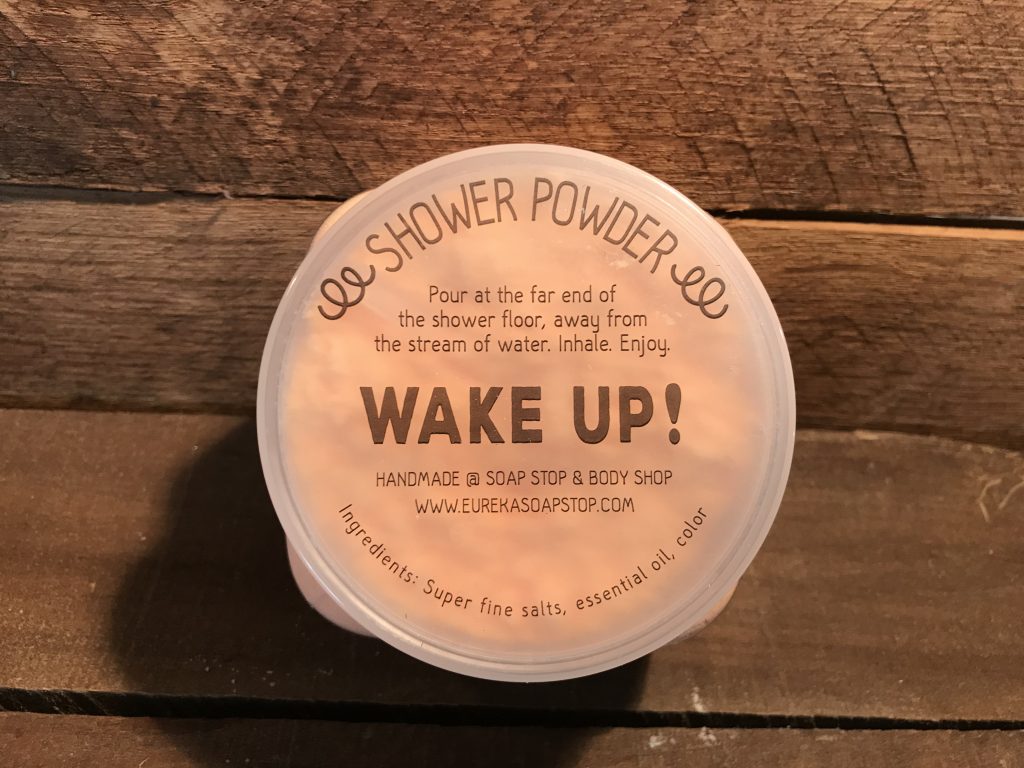 SHOWER POWDER
Pour at the far end of
the shower floor, away from
the stream of water. Inhale. Enjoy.
WAKE UP!
HANDMADE @ SOAP STOP & BODY SHOP
WWW.EUREKASOAPSTOP.COM
Ingredients: Super fine salts, essential oil, color